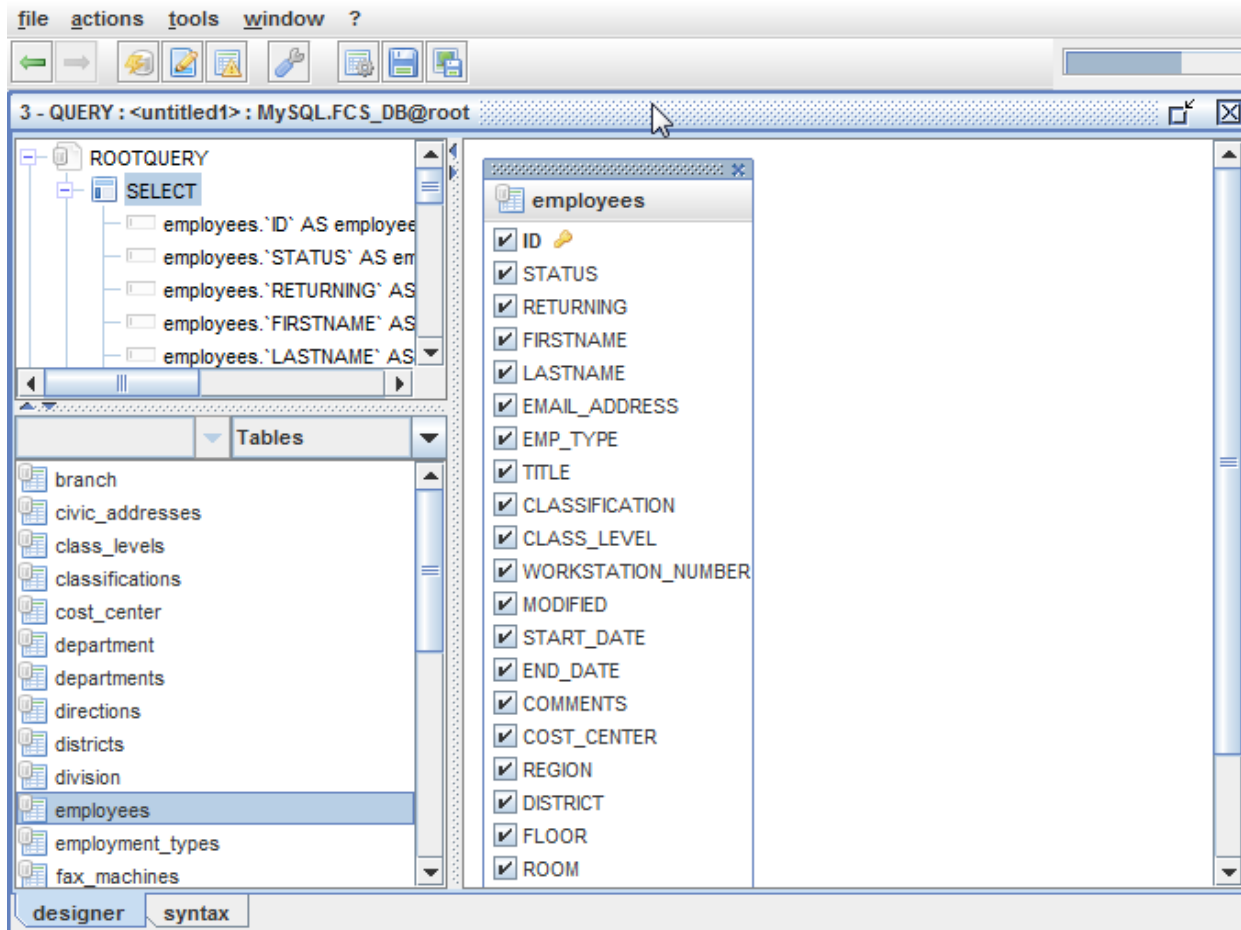 file actions tools window ?
3 - QUERY : <untitled1> : MySQL.FCS_DB@root
ROOTQUERY
SELECT
employees.`ID` AS employee
employees.`STATUS` AS em
employees.`RETURNING` AS
employees.`FIRSTNAME` AS
employees.`LASTNAME` AS
Tables
branch
civic_addresses
class_levels
classifications
cost_center
department
departments
directions
districts
division
employees
employment_types
fax_machines
employees
ID
STATUS
RETURNING
FIRSTNAME
LASTNAME
EMAIL_ADDRESS
EMP_TYPE
TITLE
CLASSIFICATION
CLASS_LEVEL
WORKSTATION_NUMBER
MODIFIED
START_DATE
END_DATE
COMMENTS
COST_CENTER
REGION
DISTRICT
FLOOR
ROOM
designer syntax